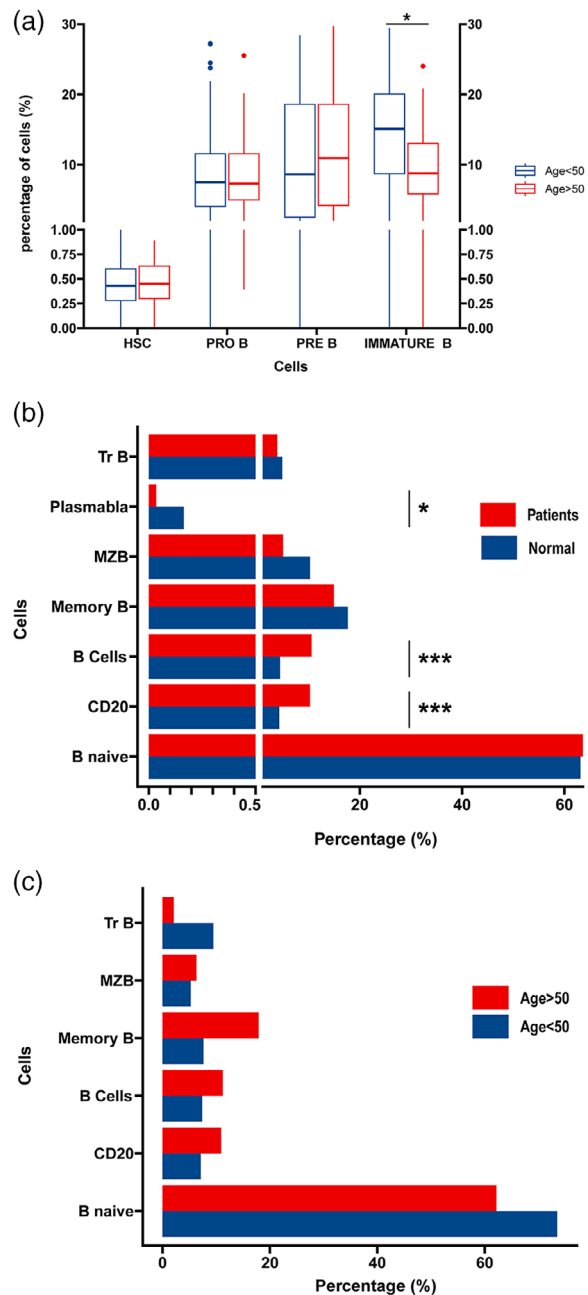 (a)
percentage of cells (%)
30
20
10
1.00
0.75
0.50
0.25
0.00
*
30
20
10
1.00
0.75
0.50
0.25
0.00
Age<50
Age>50
HSC PRO B PRE B IMMATURE B
Cells
(b)
Cells
Tr B
Plasmabla
MZB
Memory B
B Cells
CD20
B naive
*
***
***
Patients
Normal
0.0 0.5 20 40 60
Percentage (%)
(c)
Cells
Tr B
MZB
Memory B
B Cells
CD20
B naive
Age>50
Age<50
0 20 40 60
Percentage (%)